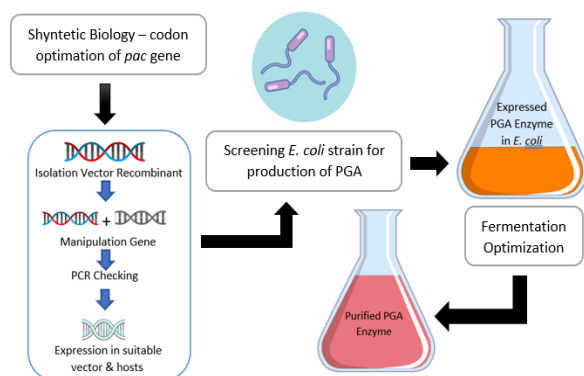 Shyntetic Biology – codon
optimation of pac gene
Isolation Vector Recombinant
+
Manipulation Gene
PCR Checking
Expression in suitable
vector & hosts
Screening E. coli strain for
production of PGA
Expressed
PGA Enzyme
in E. coli
Fermentation
Optimization
Purified PGA
Enzyme